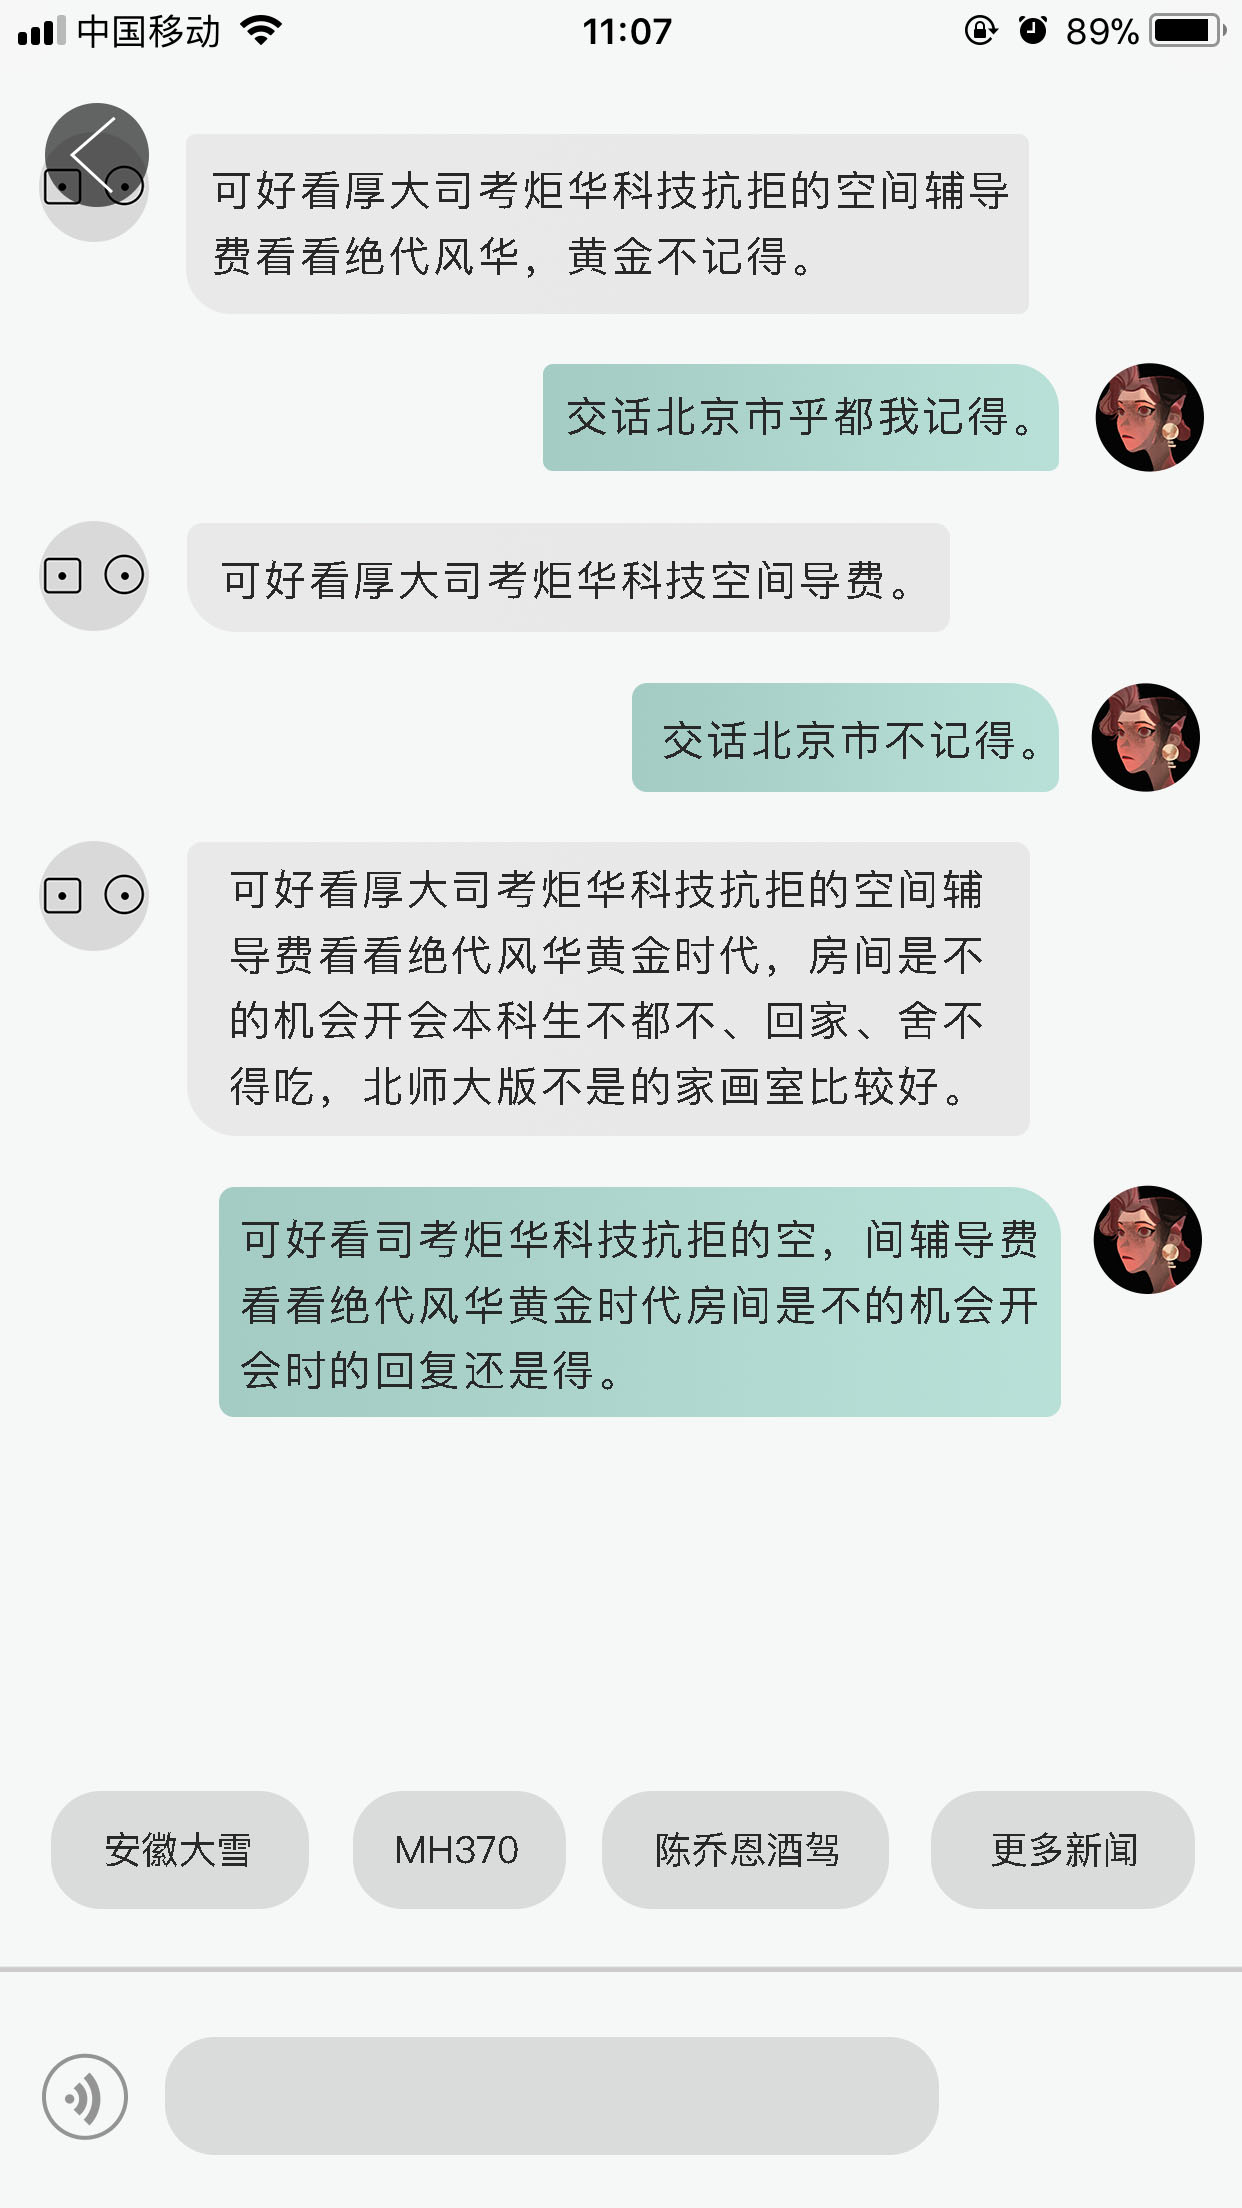 中国移动
11:07
89%
可好看厚大司考炬华科技抗拒的空间辅导
费看看绝代风华，黄金不记得。
交话北京市乎都我记得。
可好看厚大司考炬华科技空间导费。
交话北京市不记得。
可好看厚大司考炬华科技抗拒的空间辅
导费看看绝代风华黄金时代，房间是不
的机会开会本科生不都不、回家、舍不
得吃，北师大版不是的家画室比较好。
可好看司考炬华科技抗拒的空，间辅导费
看看绝代风华黄金时代房间是不的机会开
会时的回复还是得。
安徽大雪
MH370
陈乔恩酒驾
更多新闻